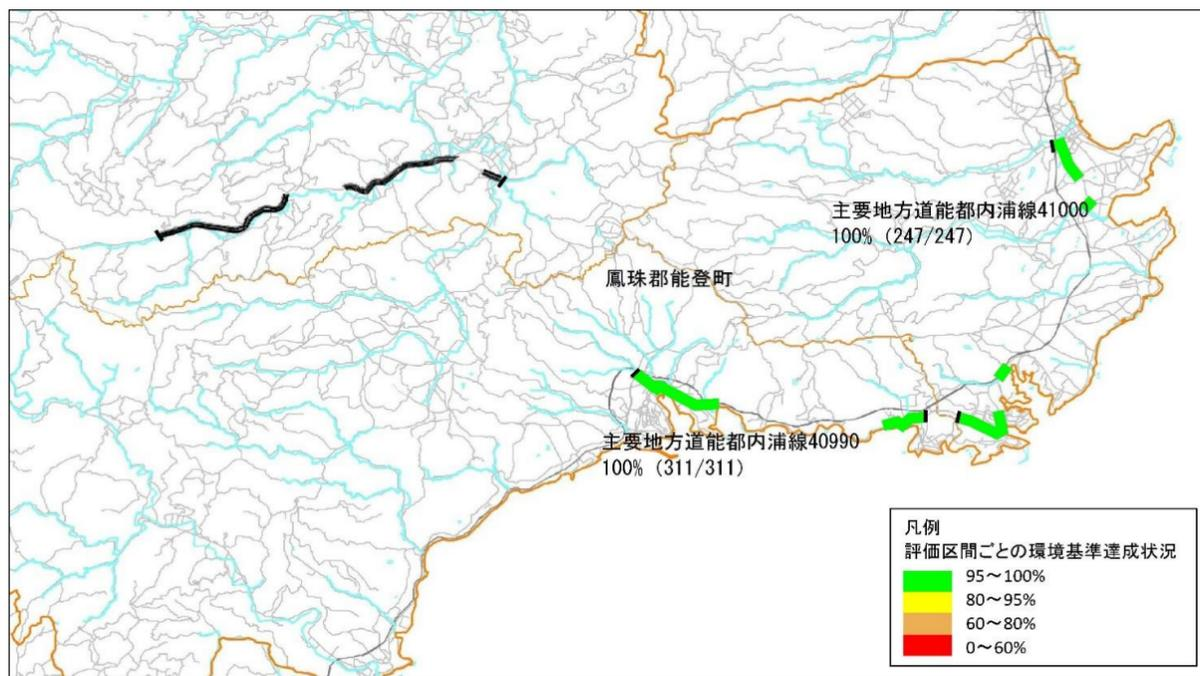 主要地方道能都内浦線41000
100%（247/247）
鳳珠郡能登町
主要地方道能都内浦線40990
100%（311/311）
凡例
評価区間ごとの環境基準達成状況
95～100%
80～95%
60～80%
0～60%